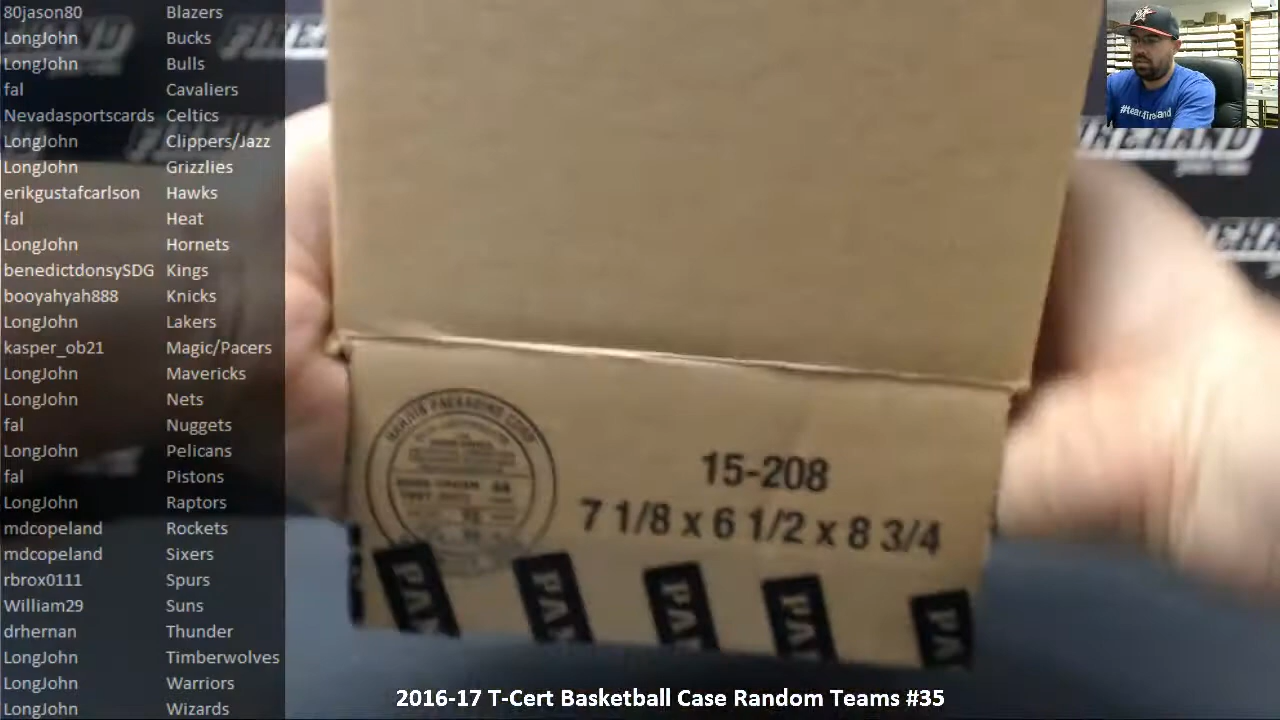 80jason80 Blazers
LongJohn Bucks
LongJohn Bulls
fal Cavaliers
Nevadasportscards Celtics
LongJohn Clippers/Jazz
LongJohn Grizzlies
erikgustafcarlson Hawks
fal Heat
LongJohn Hornets
benedictdonsySDG Kings
booyahyah888 Knicks
LongJohn Lakers
kasper_ob21 Magic/Pacers
LongJohn Mavericks
LongJohn Nets
fal Nuggets
LongJohn Pelicans
fal Pistons
LongJohn Raptors
mdcopeland Rockets
mdcopeland Sixers
rbrox0111 Spurs
William29 Suns
drhernan Thunder
LongJohn Timberwolves
LongJohn Warriors
LongJohn Wizards
#teamfirehand
PACKAGING CORP
15-208
7 1/8 x 6 1/2 x 8 3/4
2016-17 T-Cert Basketball Case Random Teams #35